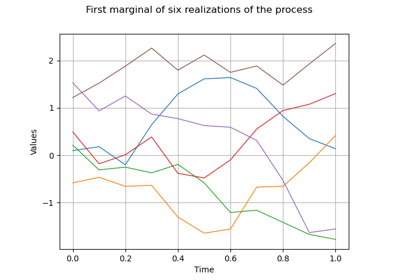 First marginal of six realizations of the process
2
1
0
−1
Values
0.0 0.2 0.4 0.6 0.8 1.0
Time